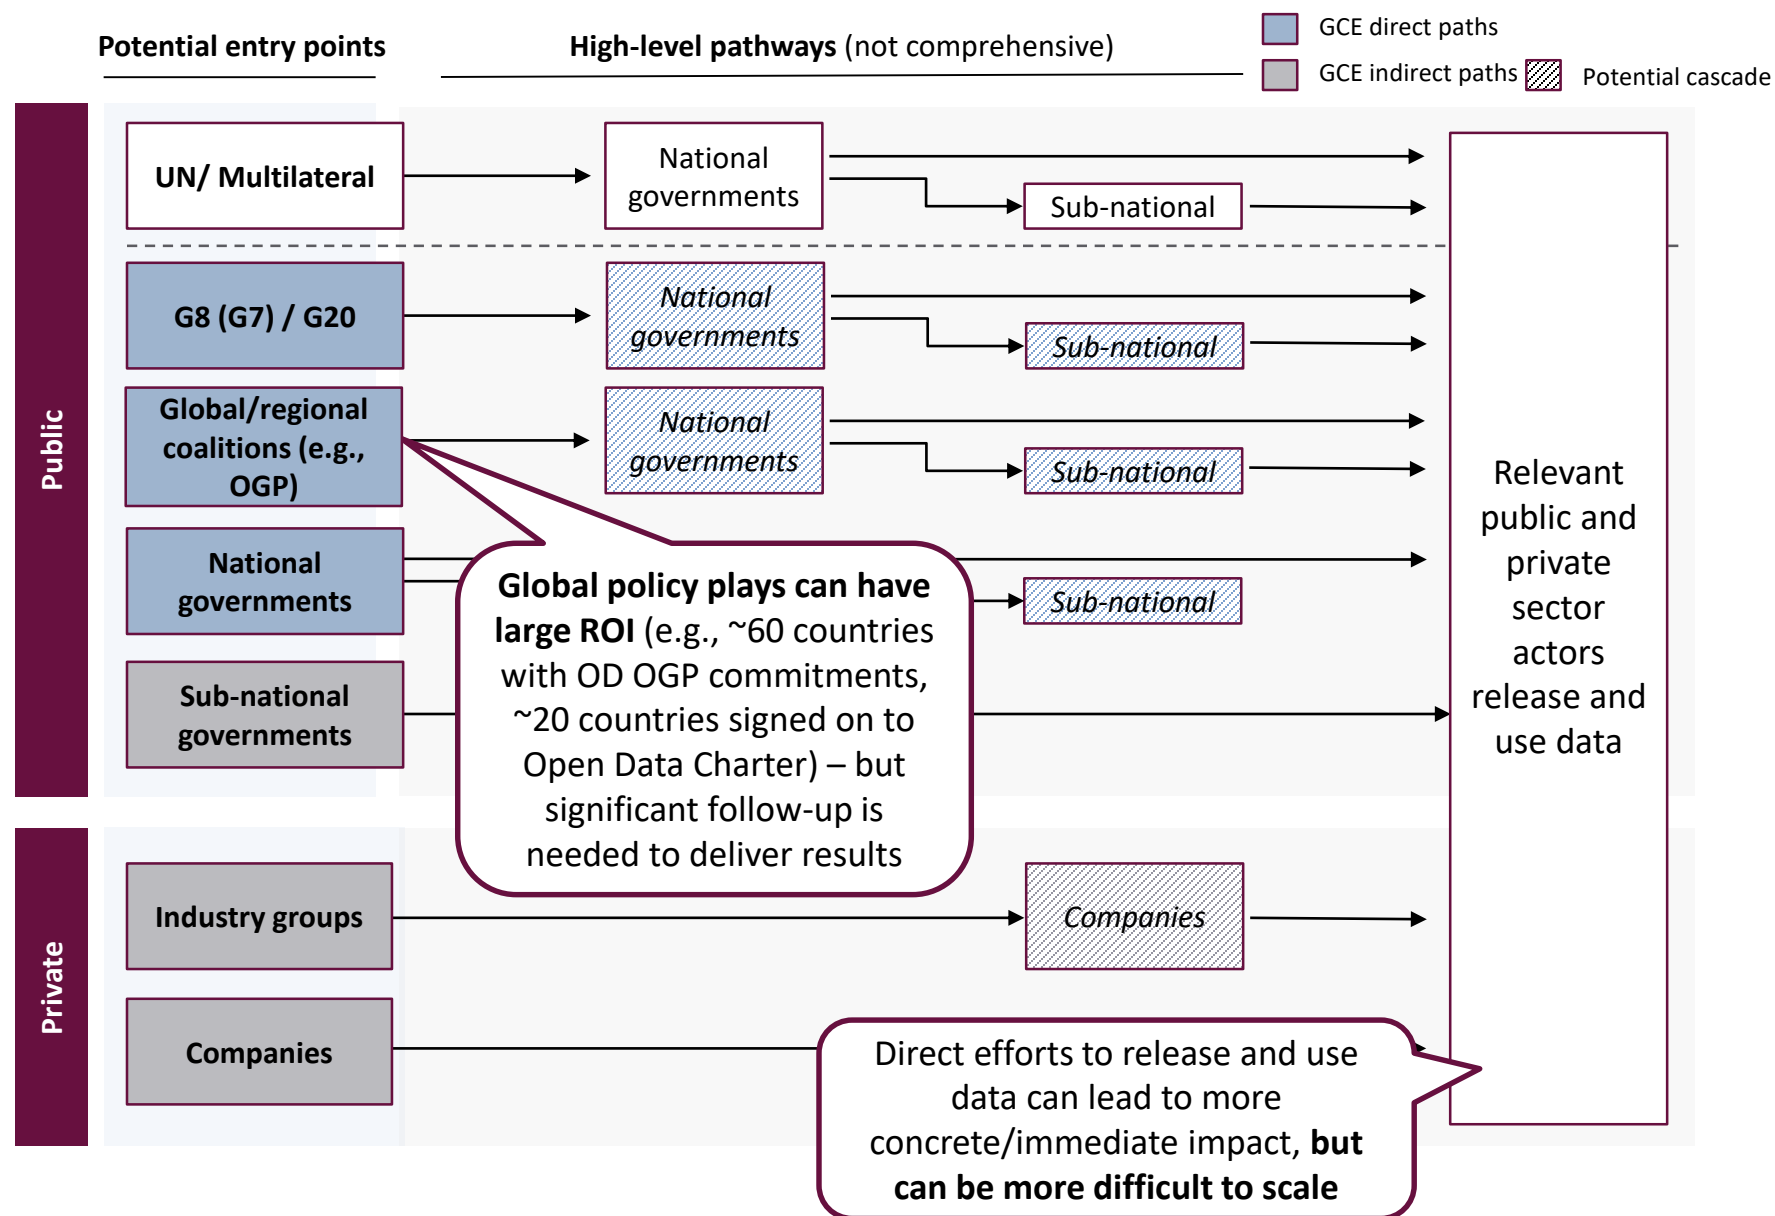 Potential entry points
High-level pathways (not comprehensive)
GCE direct paths
GCE indirect paths
Potential cascade
Public
UN/ Multilateral
National
governments
Sub-national
G8 (G7) / G20
National
governments
Sub-national
Global/regional
coalitions (e.g.,
OGP)
National
governments
Sub-national
National
governments
Sub-national
Sub-national
governments
Global policy plays can have
large ROI (e.g., ~60 countries
with OD OGP commitments,
~20 countries signed on to
Open Data Charter) – but
significant follow-up is
needed to deliver results
Relevant
public and
private
sector
actors
release and
use data
Private
Industry groups
Companies
Companies
Direct efforts to release and use
data can lead to more
concrete/immediate impact, but
can be more difficult to scale